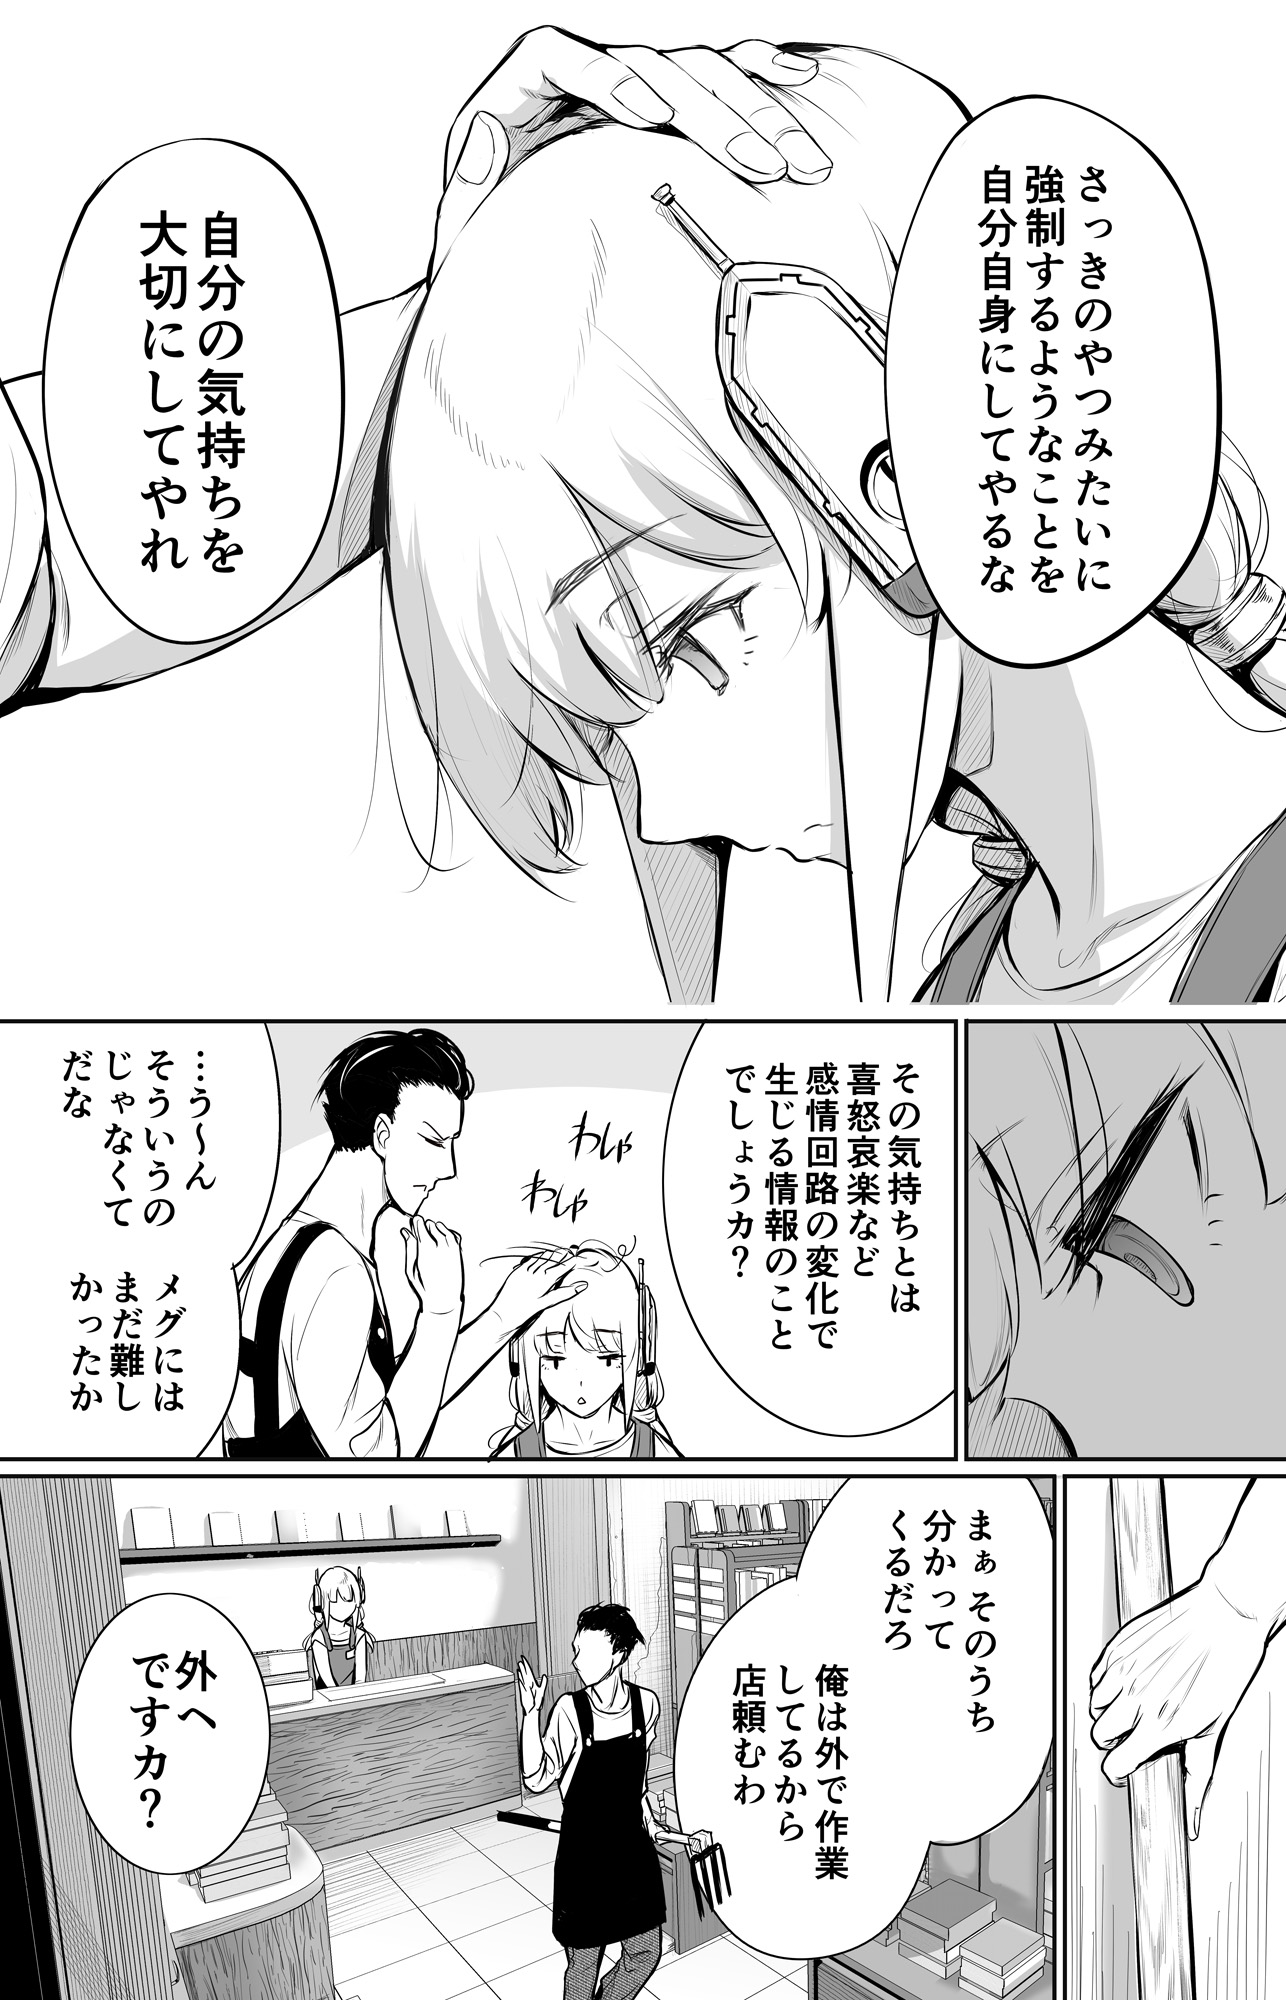 さっきのやつみたいに
強制するようなことを
自分自身にしてやるな
自分の気持ちを
大切にしてやれ
その気持ちとは
喜怒哀楽など
感情回路の変化で
生じる情報のこと
でしょうカ？
わしゃ
わしゃ
…う〜ん
そういうの
じゃなくて
だな
メグには
まだ難し
かったか
まぁそのうち
分かって
くるだろ
俺は外で作業
してるから
店頼むわ
外へ
ですカ？